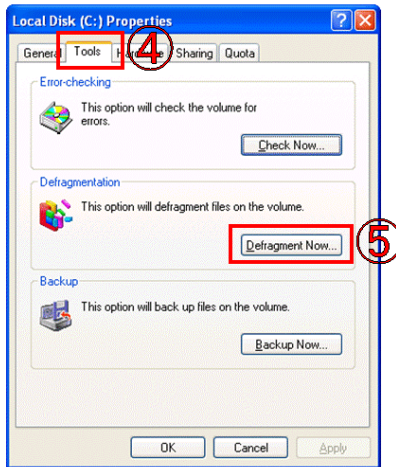 Local Disk (C:) Properties
General Tools Hardware Sharing Quota
④
Error-checking
This option will check the volume for
errors.
Check Now...
Defragmentation
This option will defragment files on the volume.
Defragment Now...
⑤
Backup
This option will back up files on the volume.
Backup Now...
OK Cancel Apply